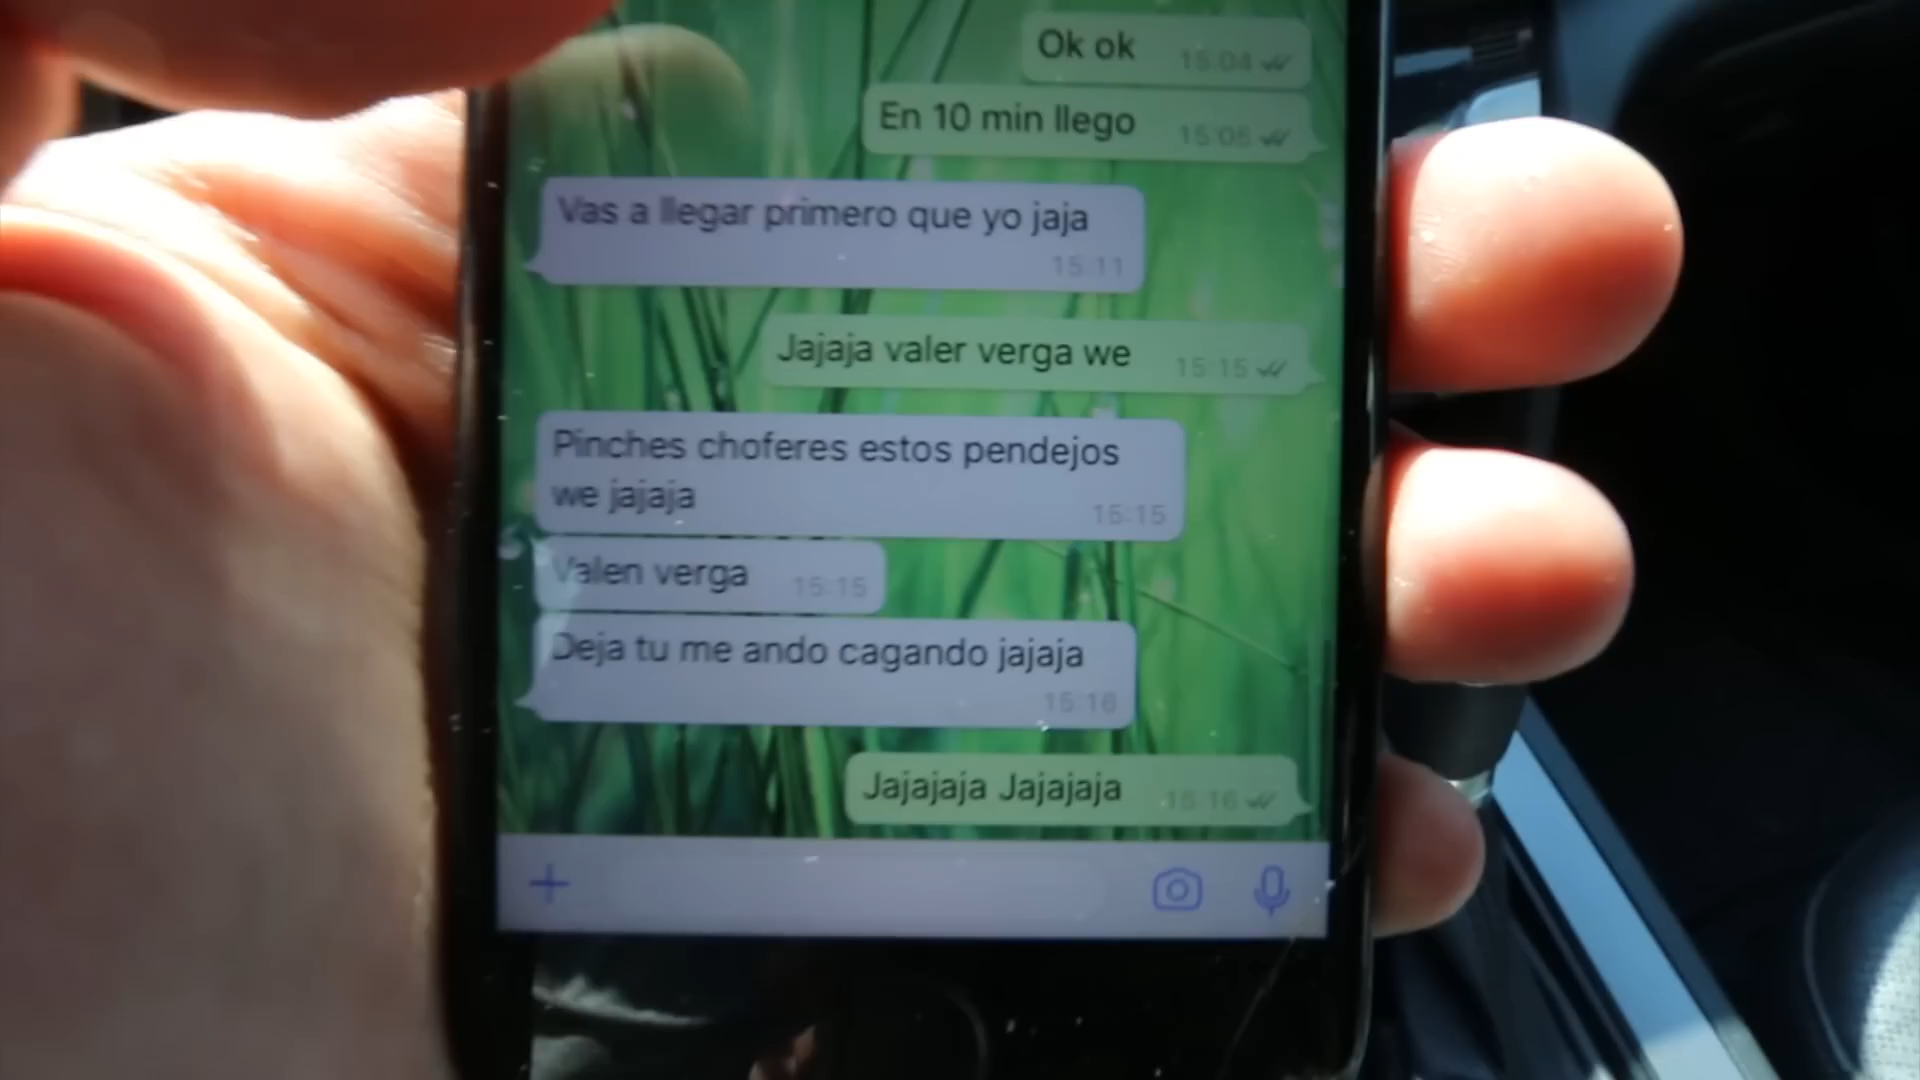 Ok ok 15:04
En 10 min llego 15:06
Vas a llegar primero que yo jaja
15:11
Jajaja valer verga we 15:15
Pinches choferes estos pendejos
we jajaja 15:15
Valen verga 15:15
Deja tu me ando cagando jajaja
15:16
Jajajaja Jajajaja 15:16